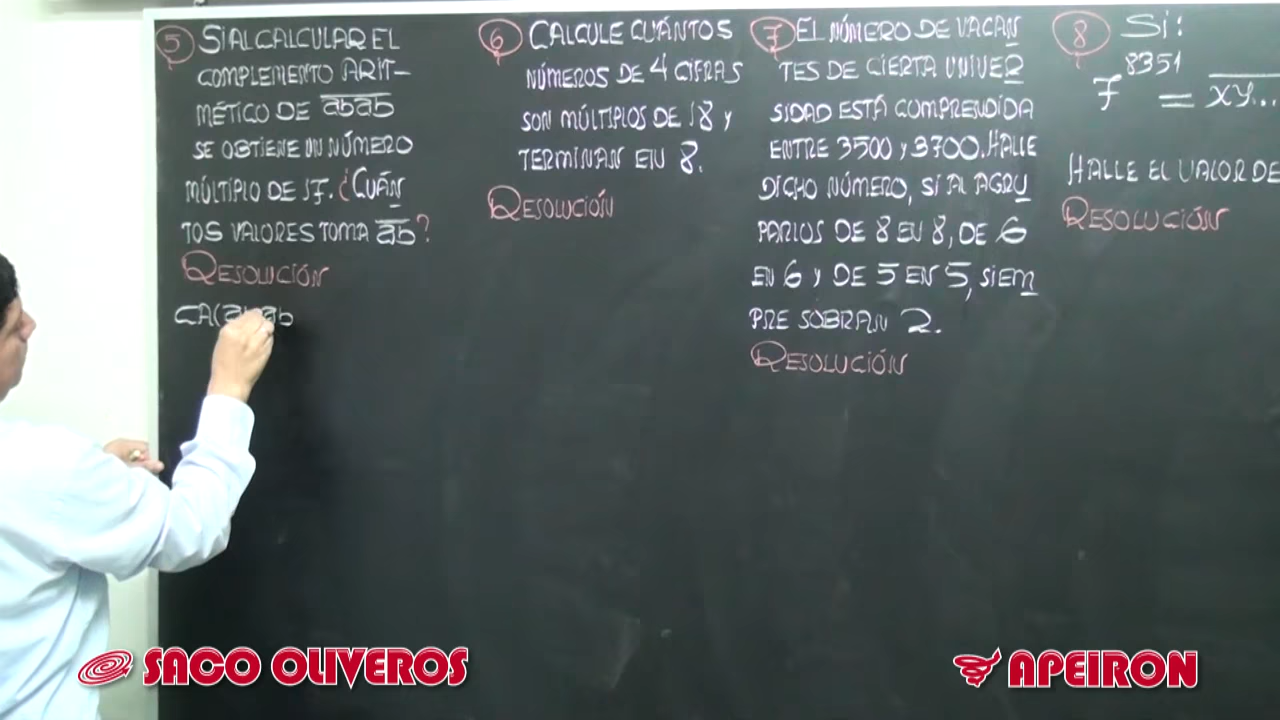 5 SI AL CALCULAR EL
COMPLEMENTO ARIT-
MÉTICO DE abab
SE OBTIENE UN NÚMERO
MÚLTIPLO DE 17. ¿CUÁN
TOS VALORES TOMA ab?
RESOLUCIÓN
CA(abab
6 CALCULE CUÁNTOS
NÚMEROS DE 4 CIFRAS
SON MÚLTIPLOS DE 18 Y
TERMINAN EN 8.
RESOLUCIÓN
7 EL NÚMERO DE VACAN
TES DE CIERTA UNIVER
SIDAD ESTÁ COMPRENDIDA
ENTRE 3500 Y 3700. HALLE
DICHO NÚMERO, SI AL AGRU
PARLOS DE 8 EN 8, DE 6
EN 6 Y DE 5 EN 5, SIEM
PRE SOBRAN 2.
RESOLUCIÓN
8 Si:
7^8351 = xy...
HALLE EL VALOR DE
RESOLUCIÓN
SACO OLIVEROS
APEIRON